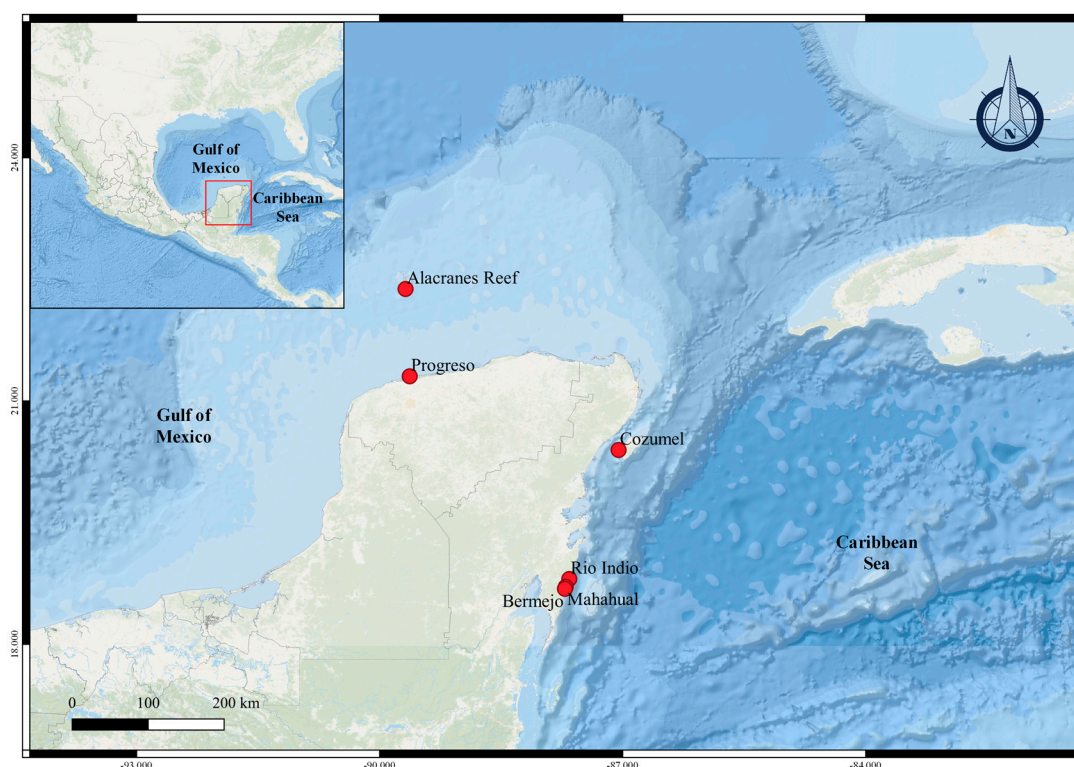 Gulf of
Mexico
Caribbean
Sea
N
24.000
Alacranes Reef
Progreso
21.000
Gulf of
Mexico
Cozumel
Caribbean
Sea
Rio Indio
Bermejo
Mahahual
18.000
0 100 200 km
-93.000 -90.000 -87.000 -84.000